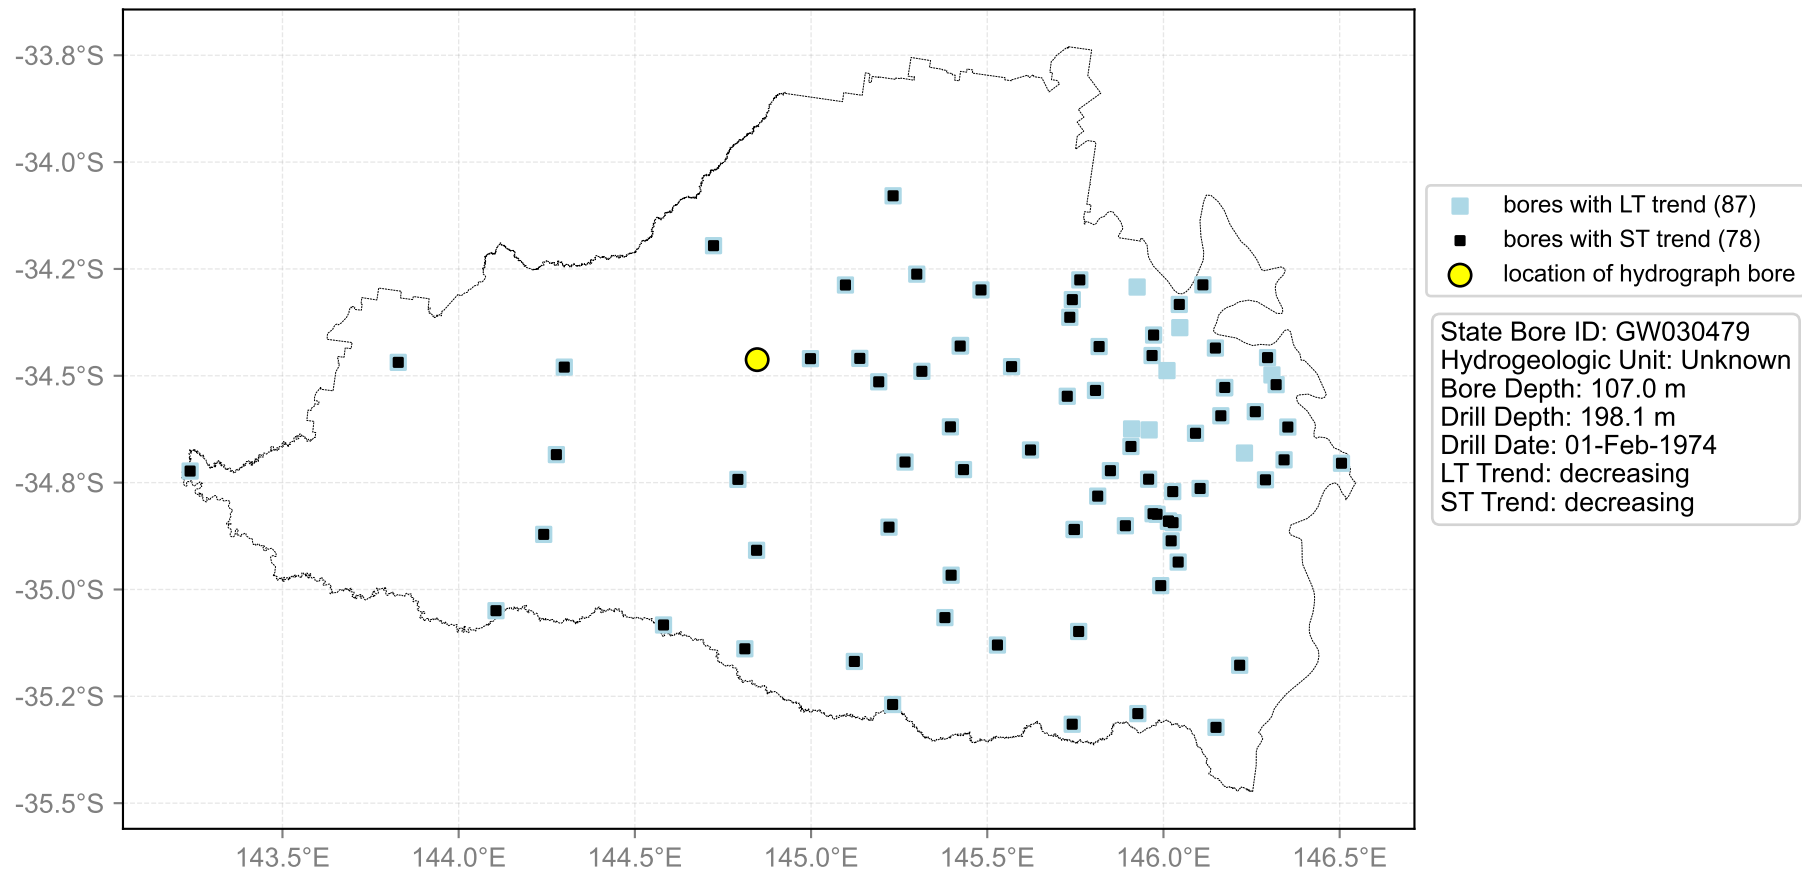 -33.8°S
-34.0°S
-34.2°S
-34.5°S
-34.8°S
-35.0°S
-35.2°S
-35.5°S
143.5°E
144.0°E
144.5°E
145.0°E
145.5°E
146.0°E
146.5°E
bores with LT trend (87)
bores with ST trend (78)
location of hydrograph bore
State Bore ID: GW030479
Hydrogeologic Unit: Unknown
Bore Depth: 107.0 m
Drill Depth: 198.1 m
Drill Date: 01-Feb-1974
LT Trend: decreasing
ST Trend: decreasing